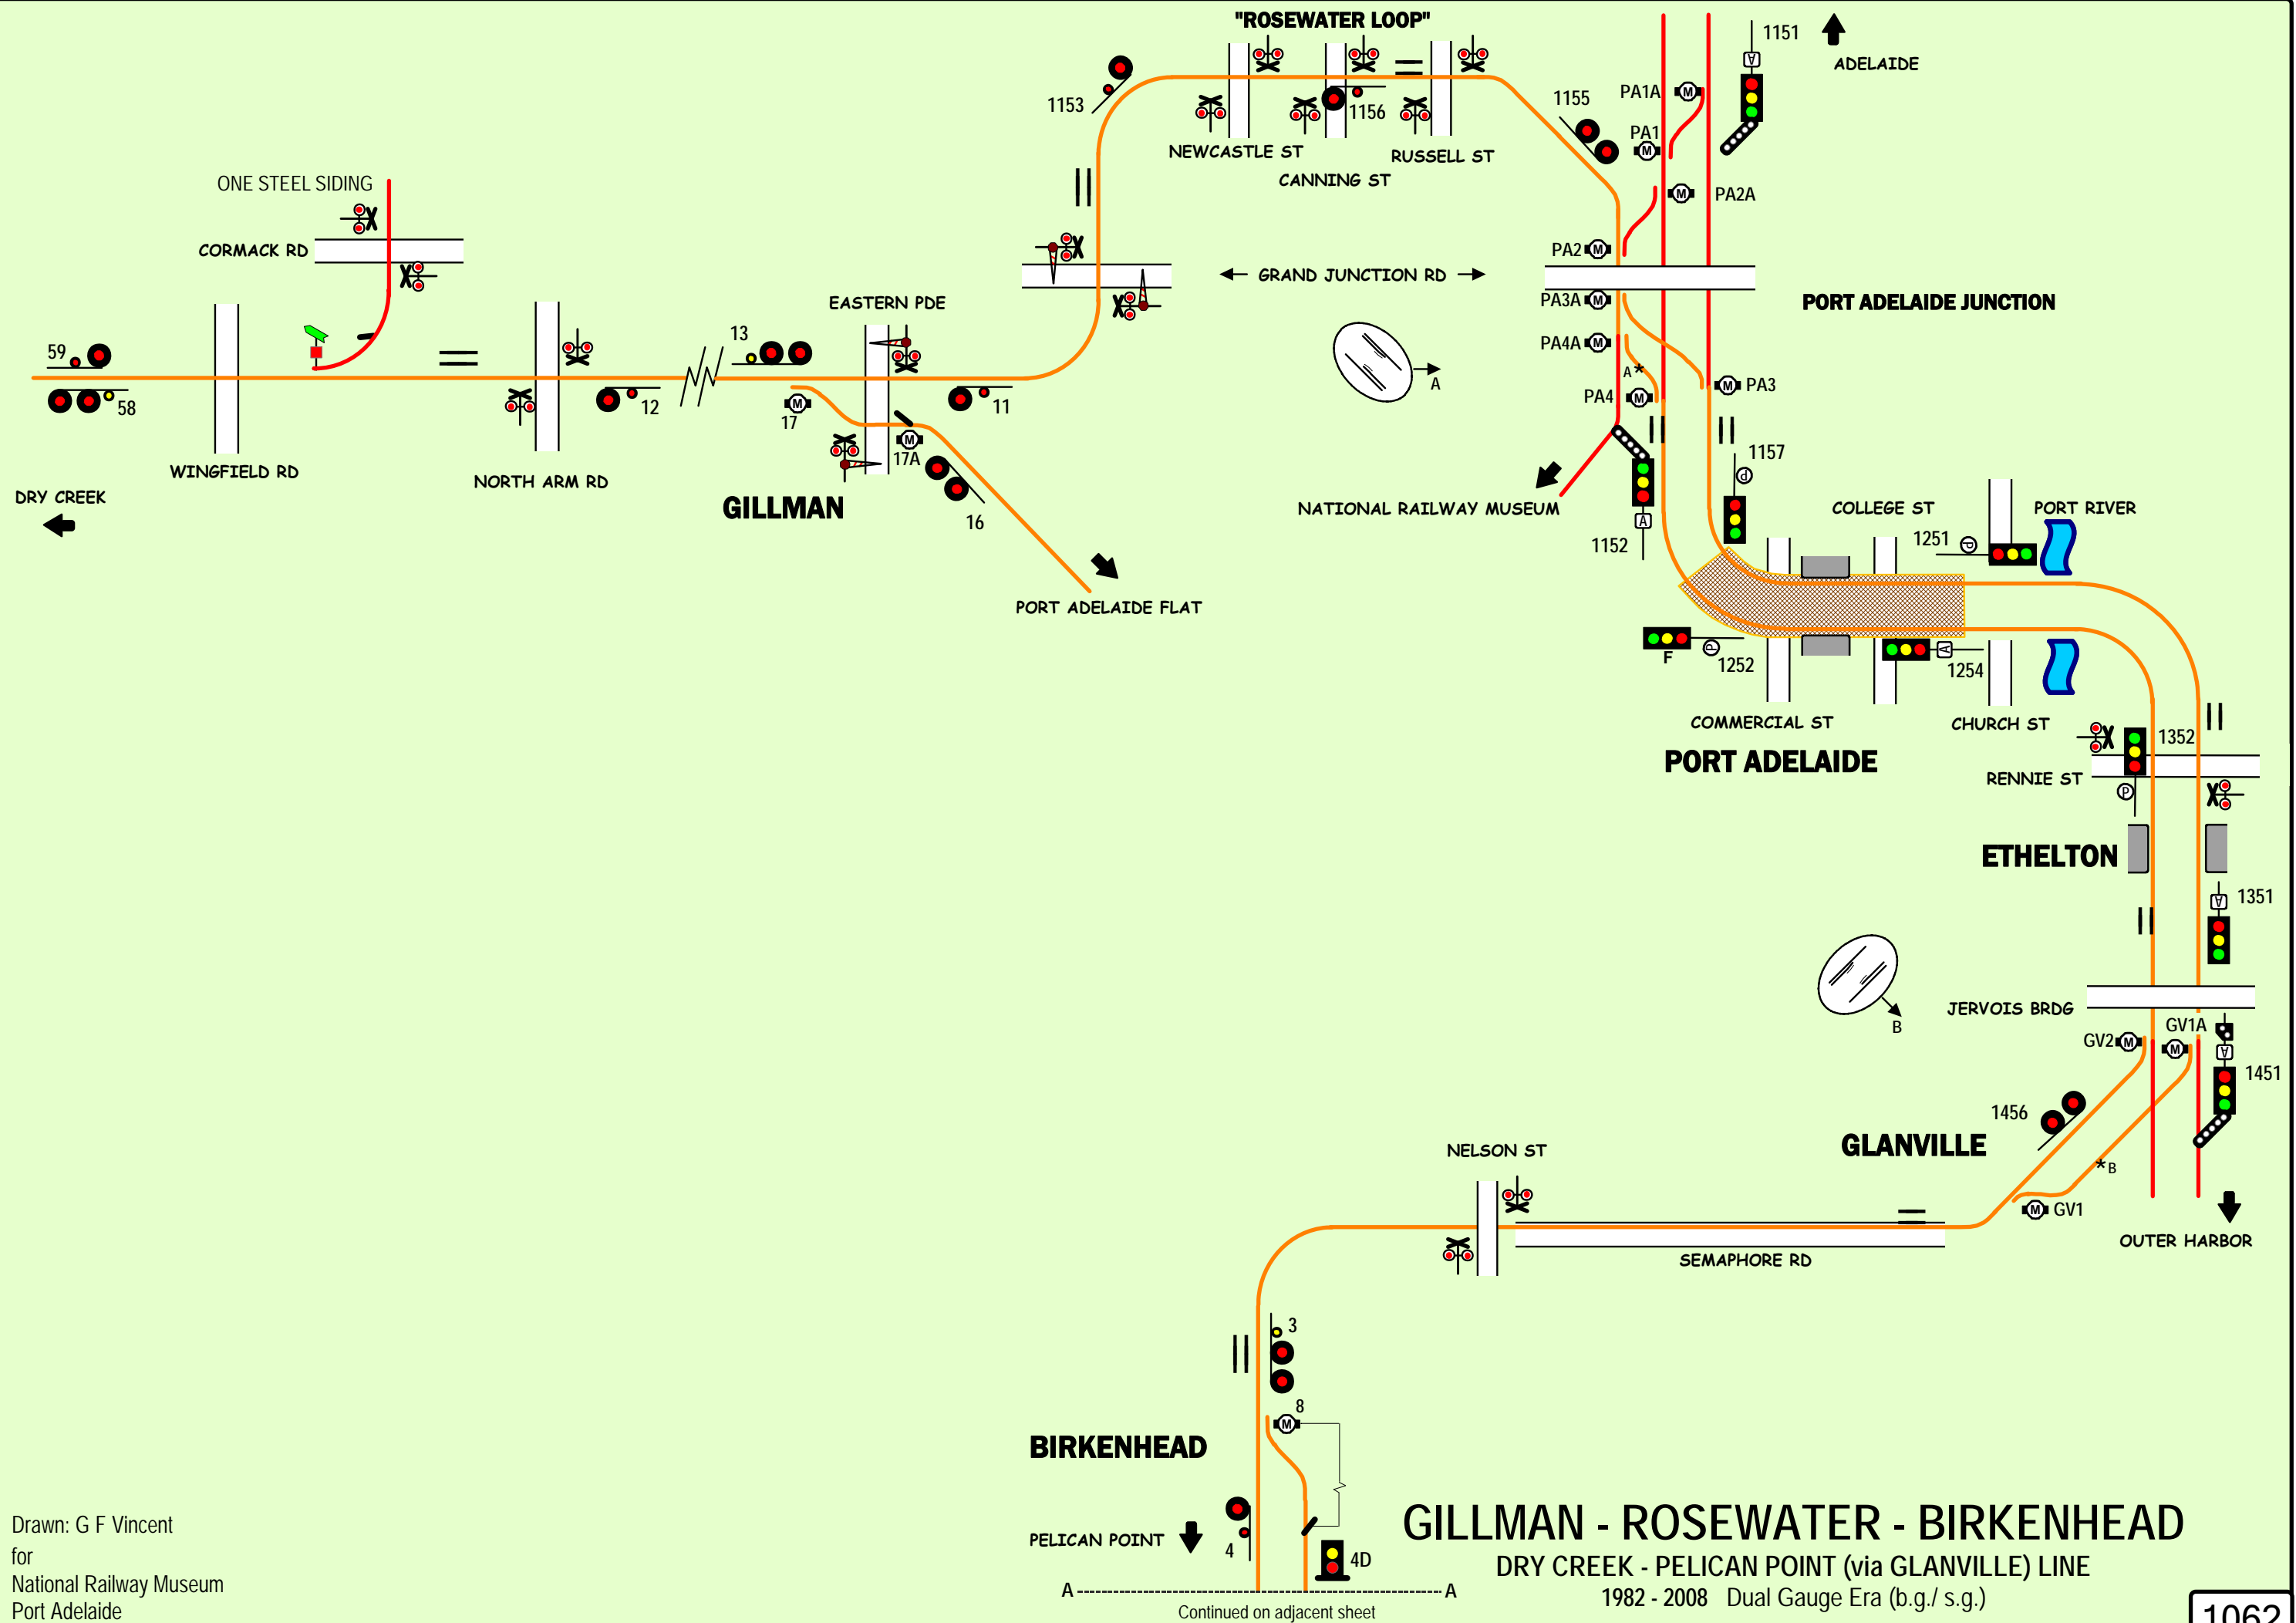 "ROSEWATER LOOP"
1151
ADELAIDE
1153
1156
1155
PA1A
PA1
NEWCASTLE ST
RUSSELL ST
CANNING ST
PA2A
ONE STEEL SIDING
CORMACK RD
PA2
GRAND JUNCTION RD
PA3A
PORT ADELAIDE JUNCTION
EASTERN PDE
13
59
58
12
11
17
17A
16
PA4A
A*
PA3
PA4
A
WINGFIELD RD
NORTH ARM RD
DRY CREEK
GILLMAN
PORT ADELAIDE FLAT
NATIONAL RAILWAY MUSEUM
1157
1152
COLLEGE ST
PORT RIVER
1251
F
1252
1254
COMMERCIAL ST
CHURCH ST
PORT ADELAIDE
1352
RENNIE ST
ETHELTON
1351
B
JERVOIS BRDG
GV1A
GV2
1451
1456
GLANVILLE
*B
GV1
OUTER HARBOR
NELSON ST
SEMAPHORE RD
3
8
BIRKENHEAD
PELICAN POINT
4
4D
A A
Continued on adjacent sheet
GILLMAN - ROSEWATER - BIRKENHEAD
DRY CREEK - PELICAN POINT (via GLANVILLE) LINE
1982 - 2008 Dual Gauge Era (b.g./ s.g.)
Drawn: G F Vincent
for
National Railway Museum
Port Adelaide
1062